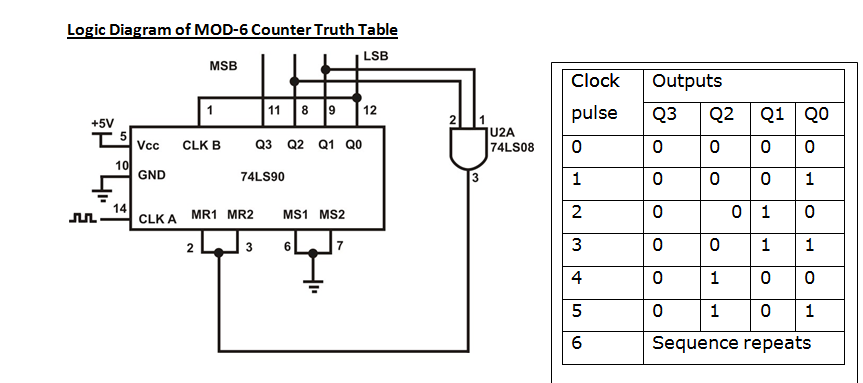 Logic Diagram of MOD-6 Counter Truth Table
MSB
LSB
1
11
8
9
12
+5V
5
Vcc
CLK B
Q3 Q2 Q1 Q0
10
GND
74LS90
14
CLK A
MR1 MR2
MS1 MS2
2
3
6
7
2
1
U2A
74LS08
3
Clock pulse Outputs
Q3 Q2 Q1 Q0
0 0 0 0 0
1 0 0 0 1
2 0 0 1 0
3 0 0 1 1
4 0 1 0 0
5 0 1 0 1
6 Sequence repeats